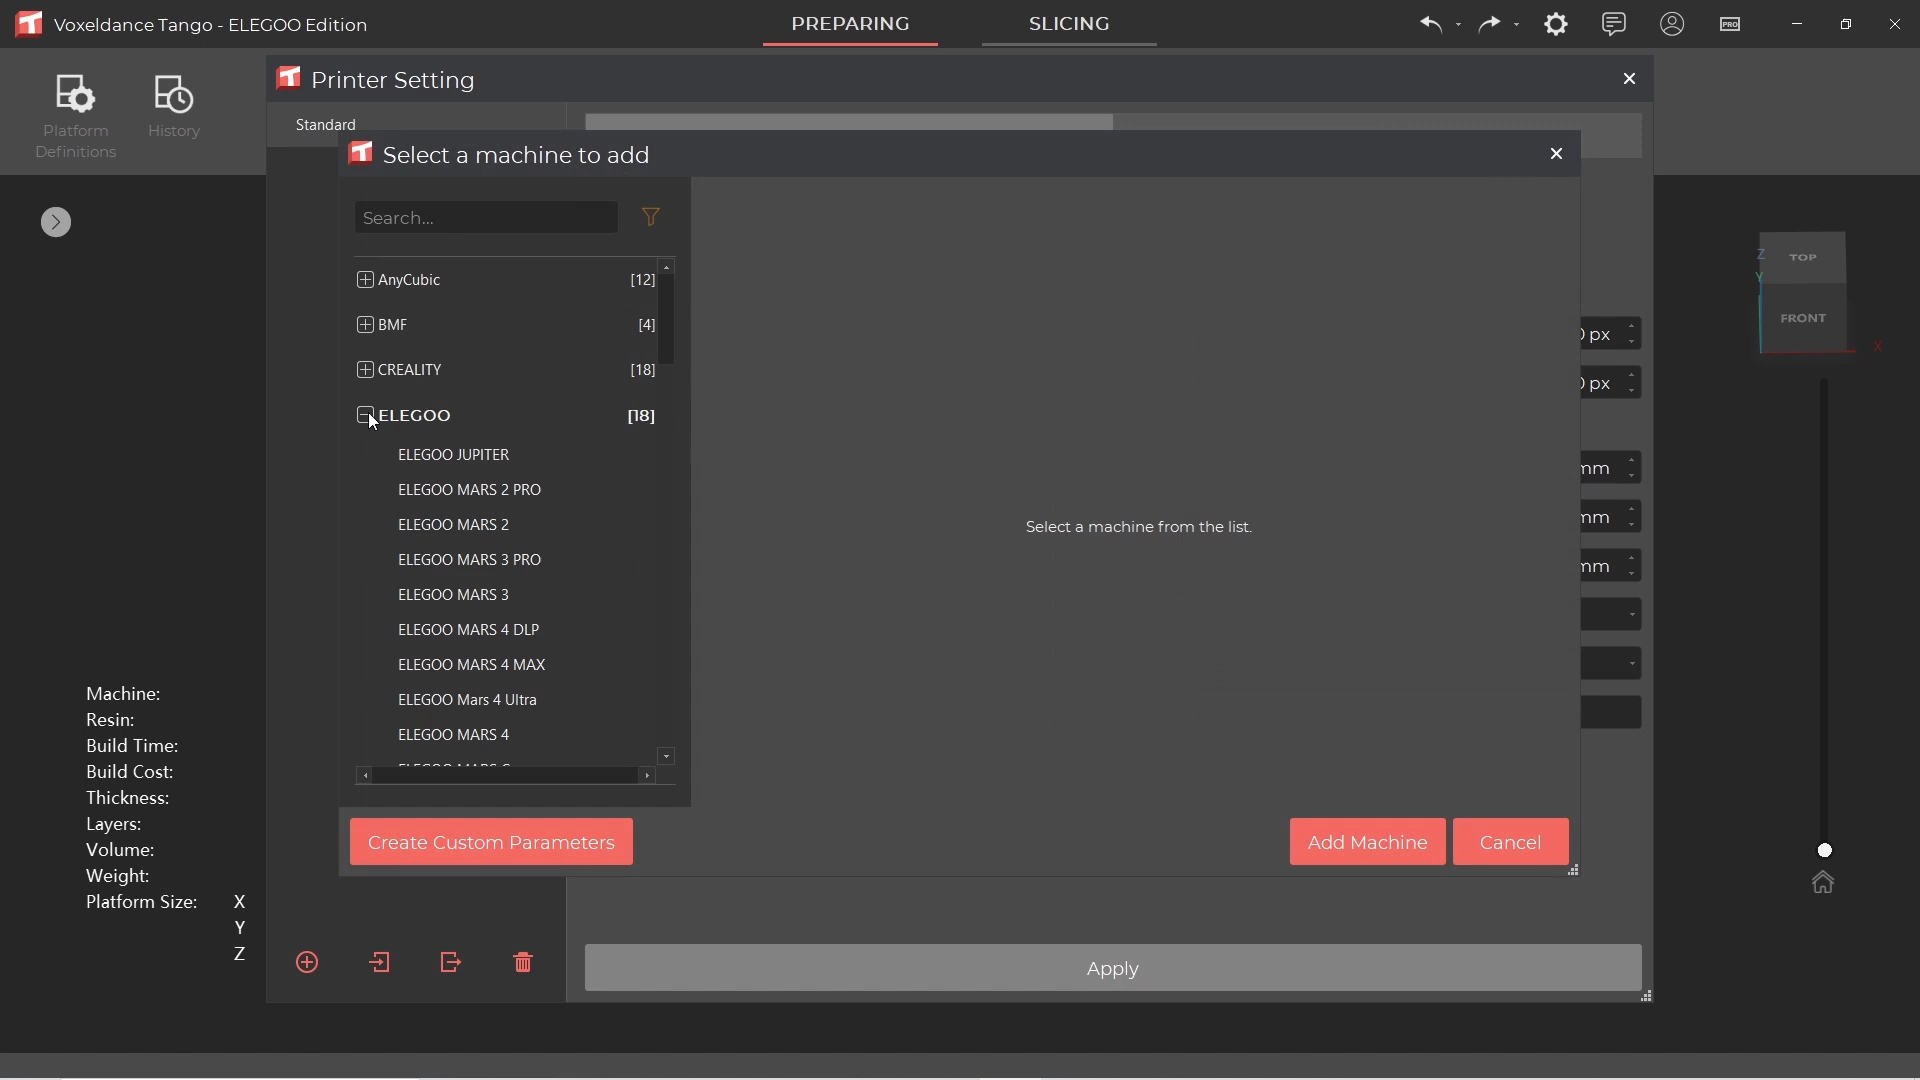 Voxeldance Tango - ELEGOO Edition
PREPARING
SLICING
PRO
Platform
Definitions
History
Printer Setting
Standard
Select a machine to add
Search...
AnyCubic [12]
BMF [4]
CREALITY [18]
ELEGOO [18]
ELEGOO JUPITER
ELEGOO MARS 2 PRO
ELEGOO MARS 2
ELEGOO MARS 3 PRO
ELEGOO MARS 3
ELEGOO MARS 4 DLP
ELEGOO MARS 4 MAX
ELEGOO Mars 4 Ultra
ELEGOO MARS 4
Select a machine from the list.
px
px
mm
mm
mm
Create Custom Parameters
Add Machine
Cancel
Apply
Machine:
Resin:
Build Time:
Build Cost:
Thickness:
Layers:
Volume:
Weight:
Platform Size: X
Y
Z
Z
TOP
Y
FRONT
X